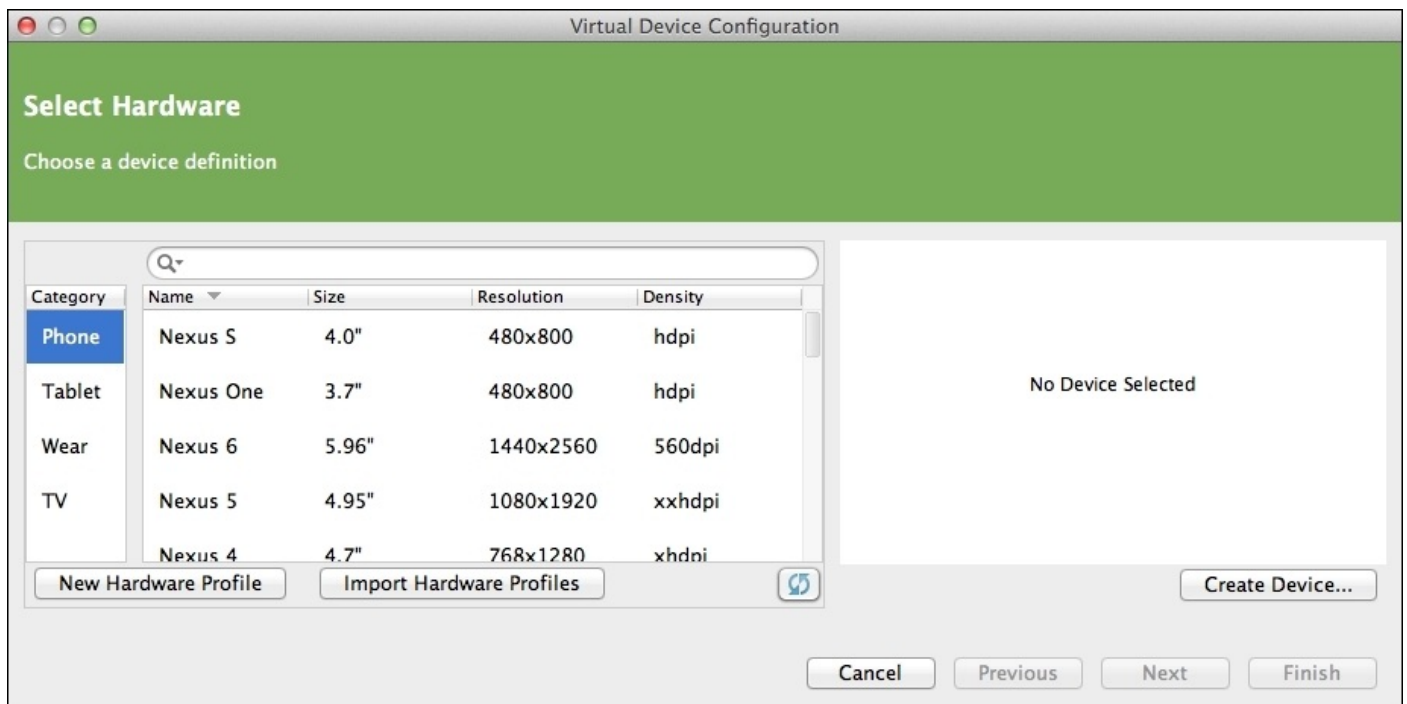 Virtual Device Configuration
Select Hardware
Choose a device definition
Category Name Size Resolution Density
Phone Nexus S 4.0" 480x800 hdpi
Tablet Nexus One 3.7" 480x800 hdpi
Wear Nexus 6 5.96" 1440x2560 560dpi
TV Nexus 5 4.95" 1080x1920 xxhdpi
Nexus 4 4.7" 768x1280 xhdpi
No Device Selected
New Hardware Profile Import Hardware Profiles Create Device...
Cancel Previous Next Finish